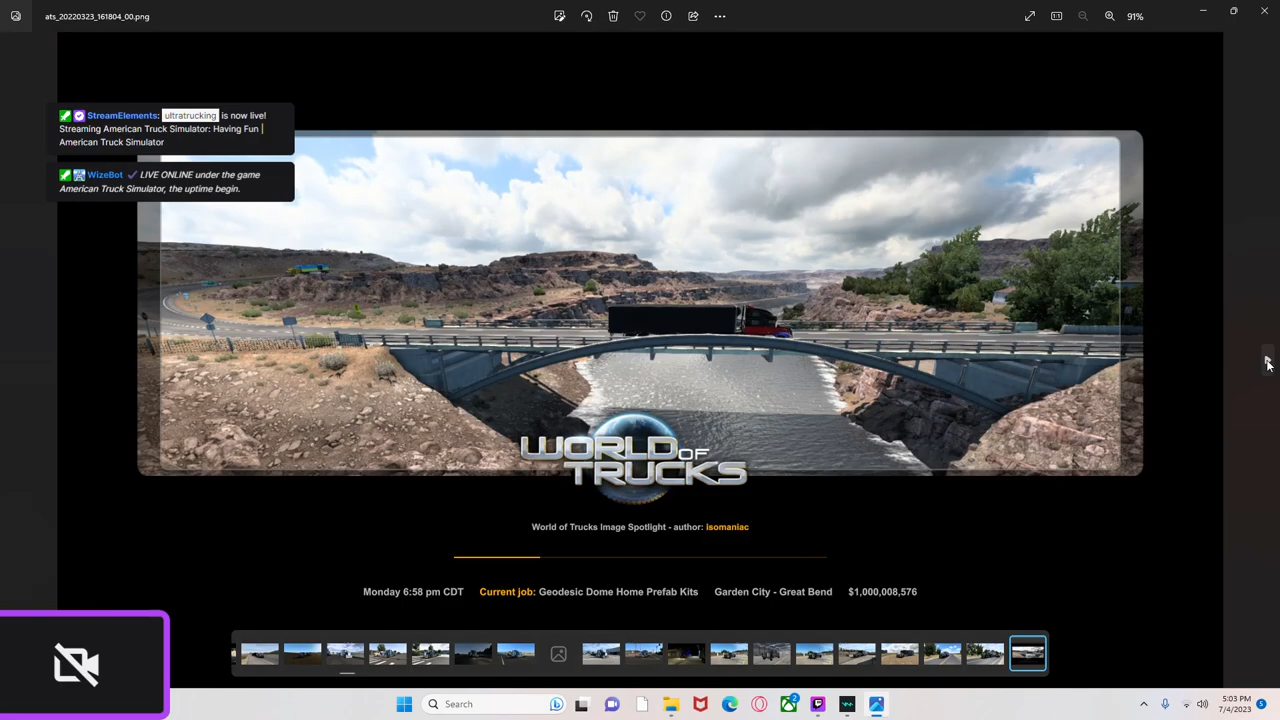 ats_20220323_161804_00.png
91%
StreamElements: ultratrucking is now live!
Streaming American Truck Simulator: Having Fun |
American Truck Simulator
WizeBot LIVE ONLINE under the game
American Truck Simulator, the uptime begin.
WORLD OF
TRUCKS
World of Trucks Image Spotlight - author: isomaniac
Monday 6:58 pm CDT Current job: Geodesic Dome Home Prefab Kits Garden City - Great Bend $1,000,008,576
Search
2
5:03 PM
7/4/2023
5